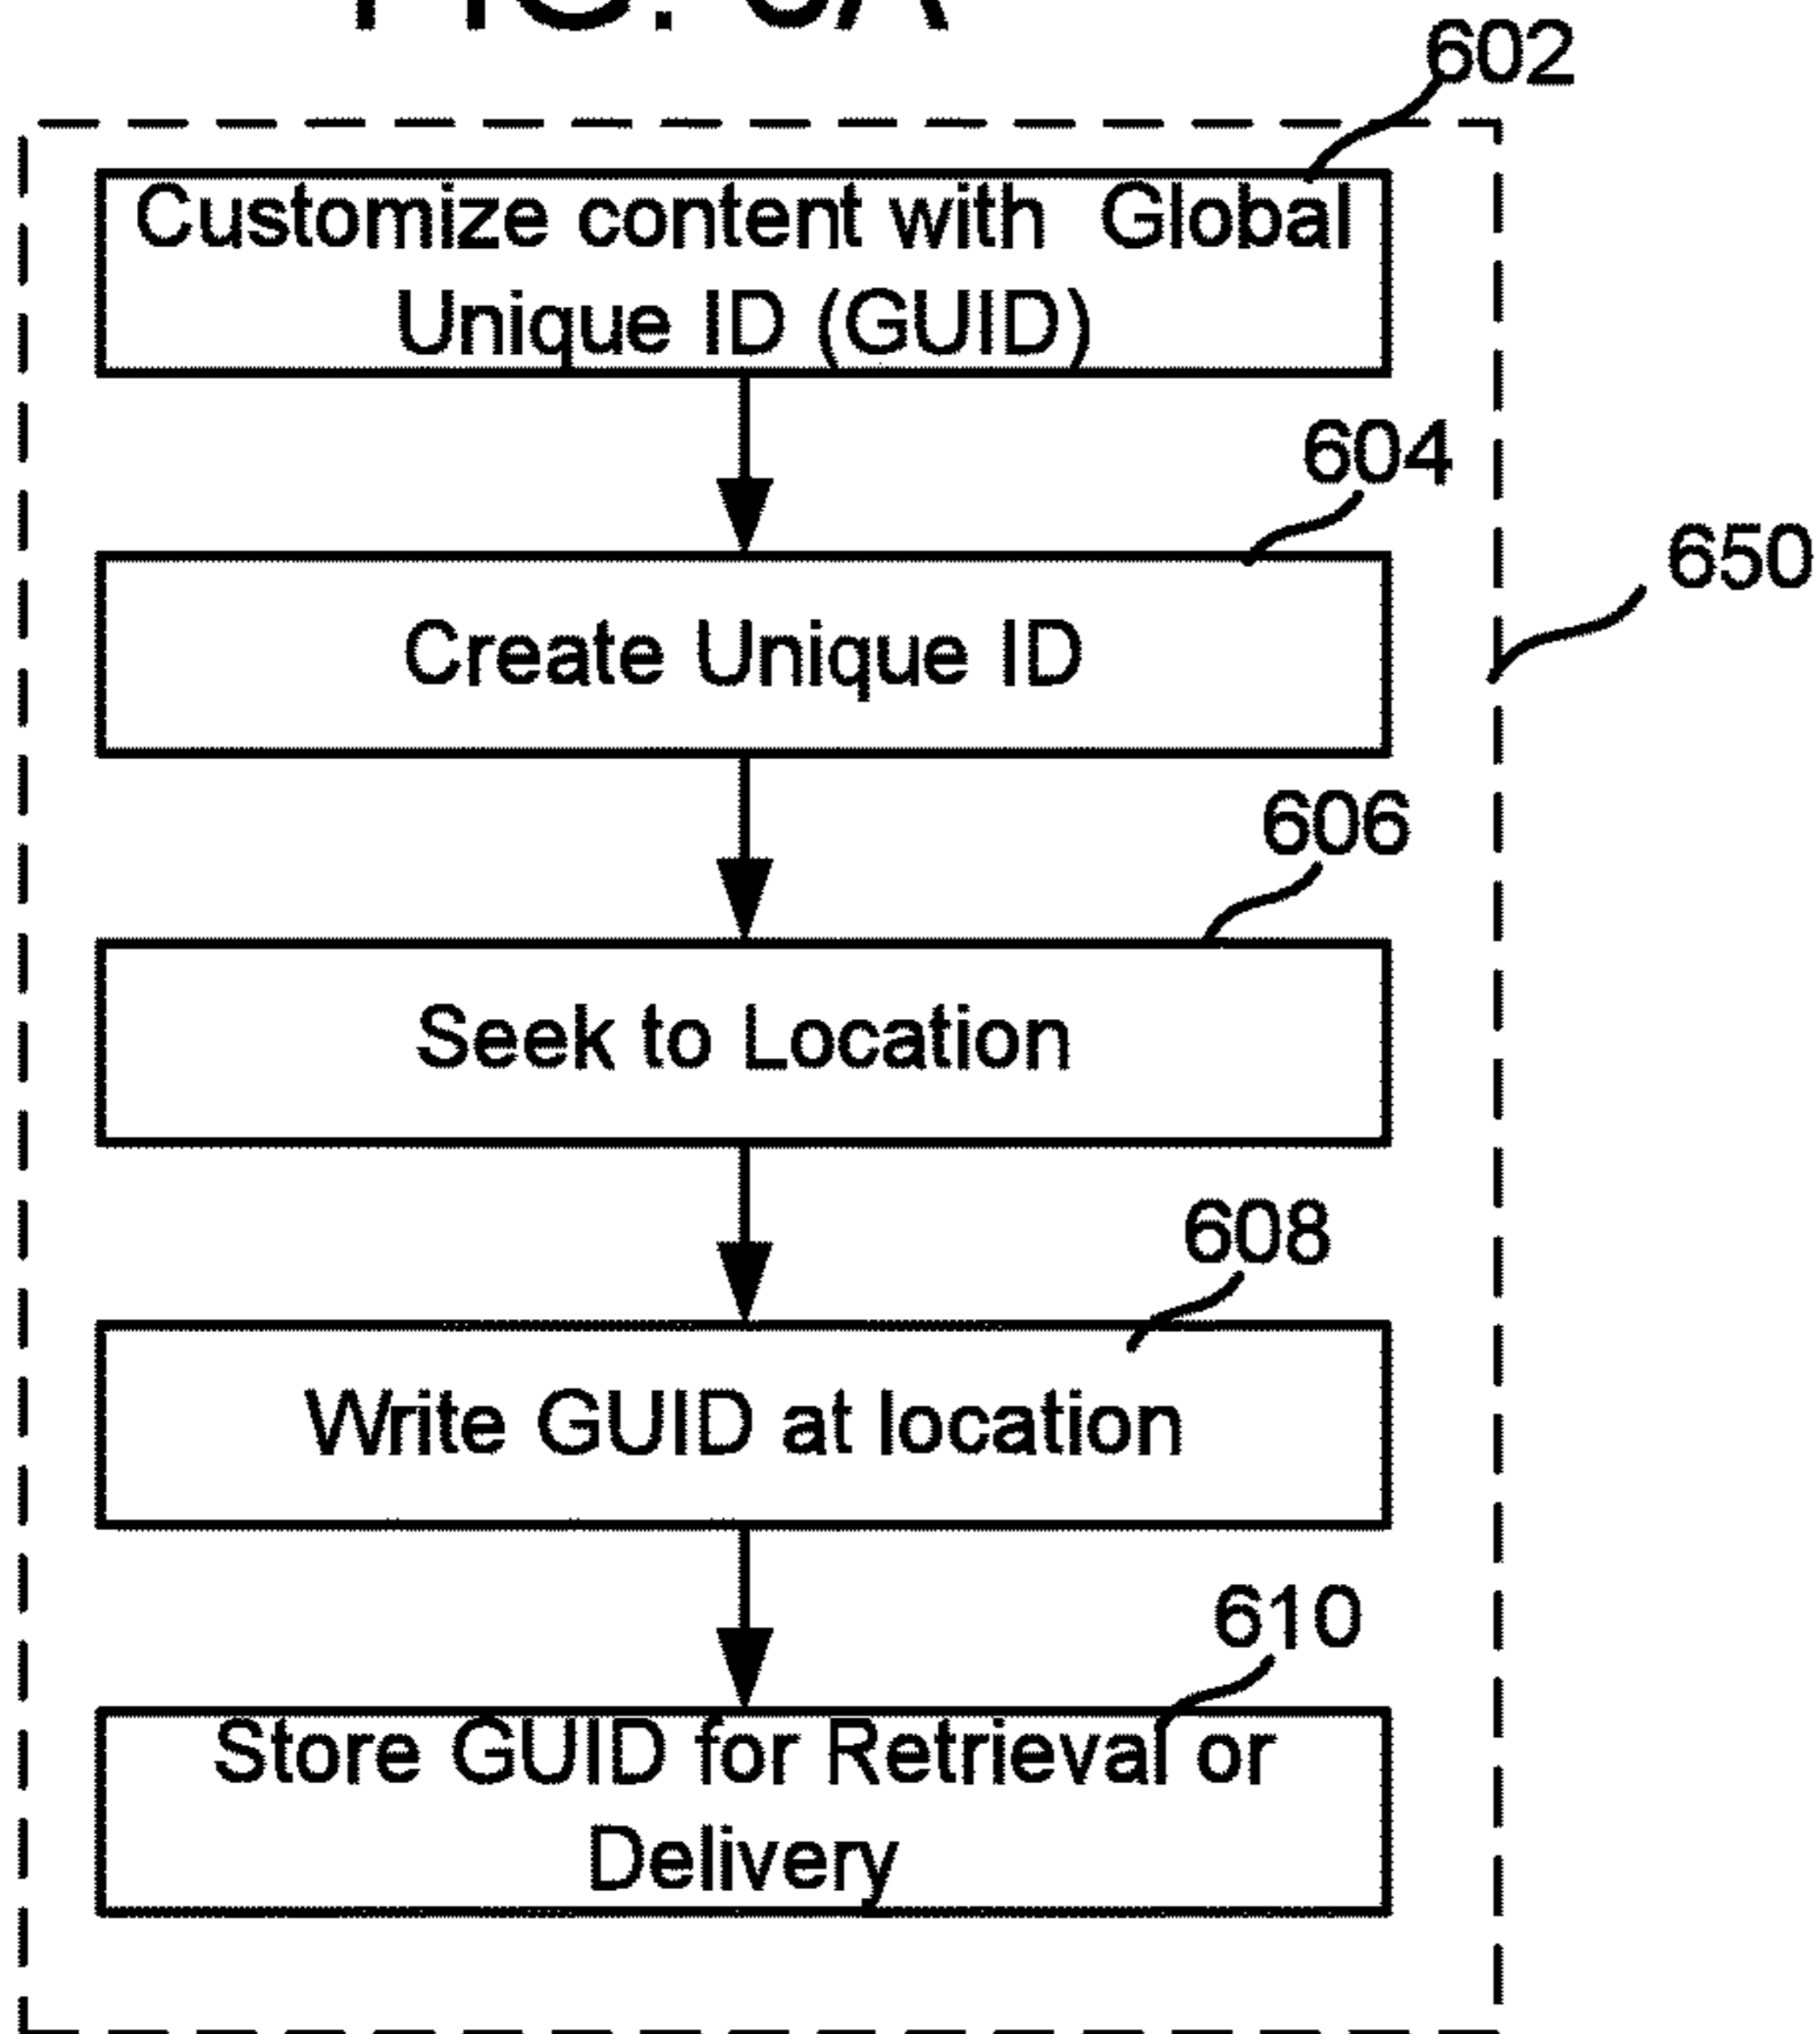 602
Customize content with Global
Unique ID (GUID)
604
Create Unique ID
650
606
Seek to Location
608
Write GUID at location
610
Store GUID for Retrieval or
Delivery